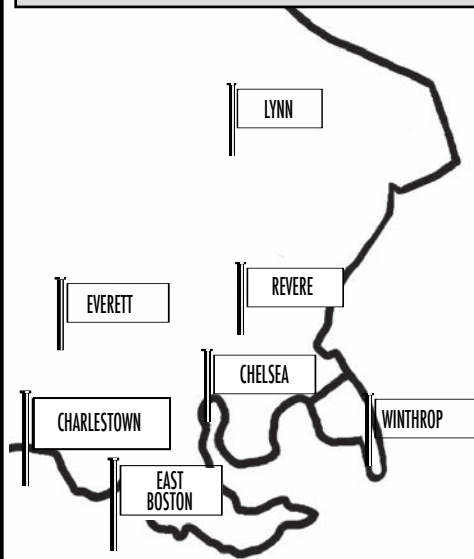 LYNN
REVERE
EVERETT
CHELSEA
CHARLESTOWN
WINTHROP
EAST
BOSTON